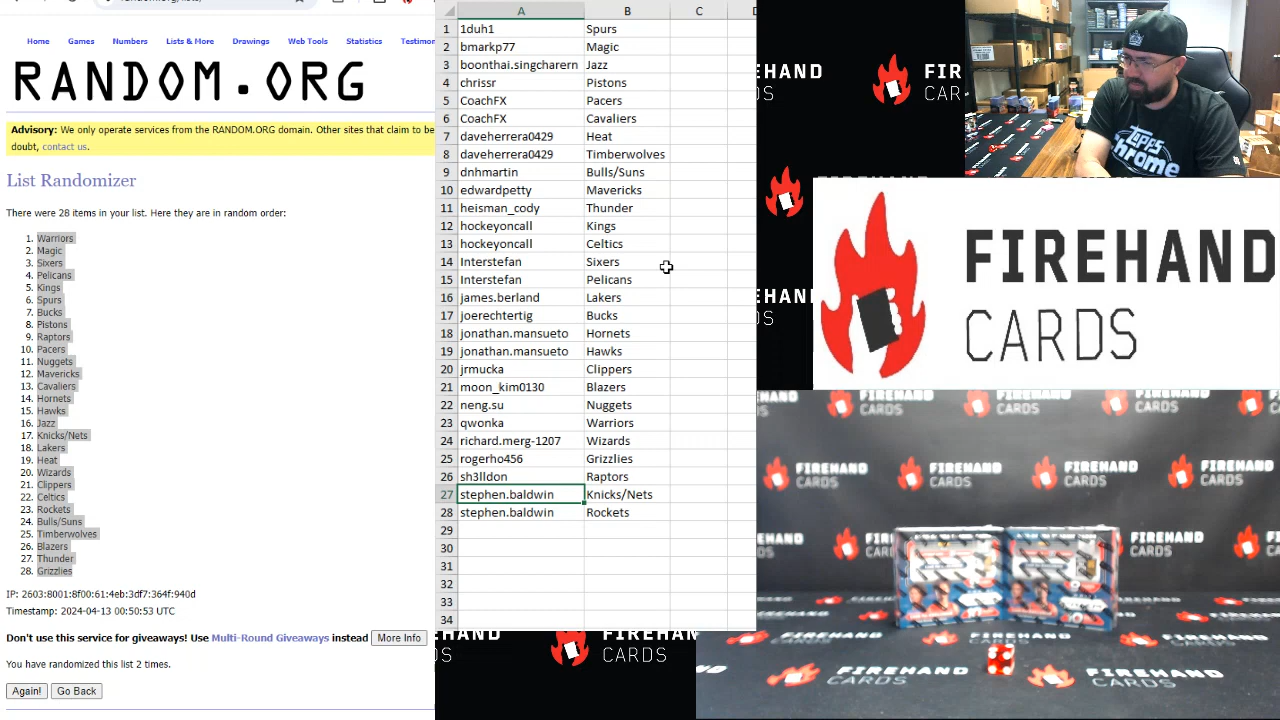 Home Games Numbers Lists & More Drawings Web Tools Statistics Testimor
RANDOM.ORG
Advisory: We only operate services from the RANDOM.ORG domain. Other sites that claim to be
doubt, contact us.
List Randomizer
There were 28 items in your list. Here they are in random order:
1. Warriors
2. Magic
3. Sixers
4. Pelicans
5. Kings
6. Spurs
7. Bucks
8. Pistons
9. Raptors
10. Pacers
11. Nuggets
12. Mavericks
13. Cavaliers
14. Hornets
15. Hawks
16. Jazz
17. Knicks/Nets
18. Lakers
19. Heat
20. Wizards
21. Clippers
22. Celtics
23. Rockets
24. Bulls/Suns
25. Timberwolves
26. Blazers
27. Thunder
28. Grizzlies
IP: 2603:8001:8f00:61:4eb:3df7:364f:940d
Timestamp: 2024-04-13 00:50:53 UTC
Don't use this service for giveaways! Use Multi-Round Giveaways instead More Info
You have randomized this list 2 times.
Again! Go Back
A B C D
1 1duh1 Spurs
2 bmarkp77 Magic
3 boonthai.singcharern Jazz
4 chrissr Pistons
5 CoachFX Pacers
6 CoachFX Cavaliers
7 daveherrera0429 Heat
8 daveherrera0429 Timberwolves
9 dnhmartin Bulls/Suns
10 edwardpetty Mavericks
11 heisman_cody Thunder
12 hockeyoncall Kings
13 hockeyoncall Celtics
14 Interstefan Sixers
15 Interstefan Pelicans
16 james.berland Lakers
17 joerechtertig Bucks
18 jonathan.mansueto Hornets
19 jonathan.mansueto Hawks
20 jrmucka Clippers
21 moon_kim0130 Blazers
22 neng.su Nuggets
23 qwonka Warriors
24 richard.merg-1207 Wizards
25 rogerho456 Grizzlies
26 sh3lldon Raptors
27 stephen.baldwin Knicks/Nets
28 stephen.baldwin Rockets
29
30
31
32
33
34
Topps
Chrome
FIREHAND
CARDS
FIREHAND
CARDS